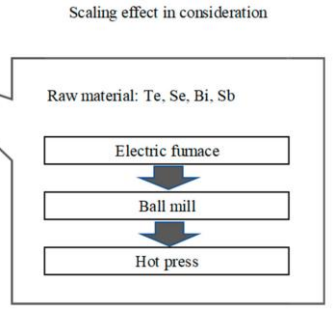 Scaling effect in consideration
Raw material: Te, Se, Bi, Sb
Electric furnace
Ball mill
Hot press